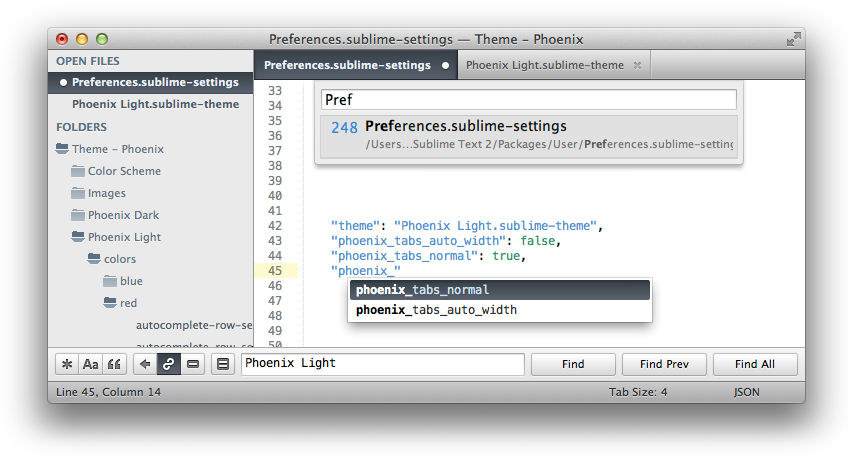 Preferences.sublime-settings — Theme - Phoenix
OPEN FILES
Preferences.sublime-settings
Phoenix Light.sublime-theme
FOLDERS
Theme - Phoenix
Color Scheme
Images
Phoenix Dark
Phoenix Light
colors
blue
red
autocomplete-row-se
autocomplete-row-se
Preferences.sublime-settings
Phoenix Light.sublime-theme
Pref
248 Preferences.sublime-settings
/Users...Sublime Text 2/Packages/User/Preferences.sublime-setting
33
34
35
36
37
38
39
40
41
42 "theme": "Phoenix Light.sublime-theme",
43 "phoenix_tabs_auto_width": false,
44 "phoenix_tabs_normal": true,
45 "phoenix_"
46
47
48
49
50
phoenix_tabs_normal
phoenix_tabs_auto_width
* Aa “ Phoenix Light Find Find Prev Find All
Line 45, Column 14 Tab Size: 4 JSON